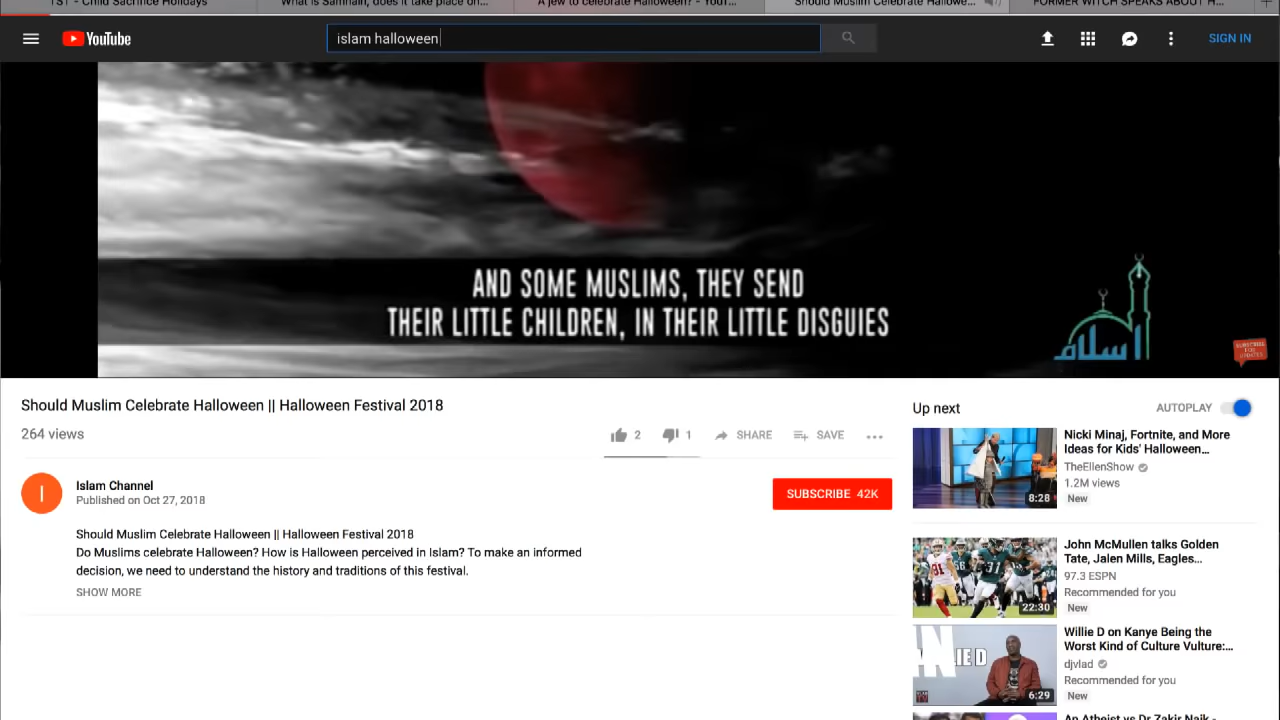 TST - Child Sacrifice Holidays
What is Samhain, does it take place on...
A jew to celebrate Halloween? - YouT...
Should Muslim Celebrate Hallowe...
FORMER WITCH SPEAKS ABOUT H...
YouTube
islam halloween
SIGN IN
AND SOME MUSLIMS, THEY SEND
THEIR LITTLE CHILDREN, IN THEIR LITTLE DISGUIES
اسلام
SUBSCRIBE
FOR
UPDATES
Should Muslim Celebrate Halloween || Halloween Festival 2018
264 views
2
1
SHARE
SAVE
I
Islam Channel
Published on Oct 27, 2018
SUBSCRIBE 42K
Should Muslim Celebrate Halloween || Halloween Festival 2018
Do Muslims celebrate Halloween? How is Halloween perceived in Islam? To make an informed
decision, we need to understand the history and traditions of this festival.
SHOW MORE
Up next
AUTOPLAY
8:28
Nicki Minaj, Fortnite, and More
Ideas for Kids' Halloween...
TheEllenShow
1.2M views
New
22:30
John McMullen talks Golden
Tate, Jalen Mills, Eagles...
97.3 ESPN
Recommended for you
New
IE D
6:29
Willie D on Kanye Being the
Worst Kind of Culture Vulture:...
djvlad
Recommended for you
New
An Atheist vs Dr Zakir Naik -